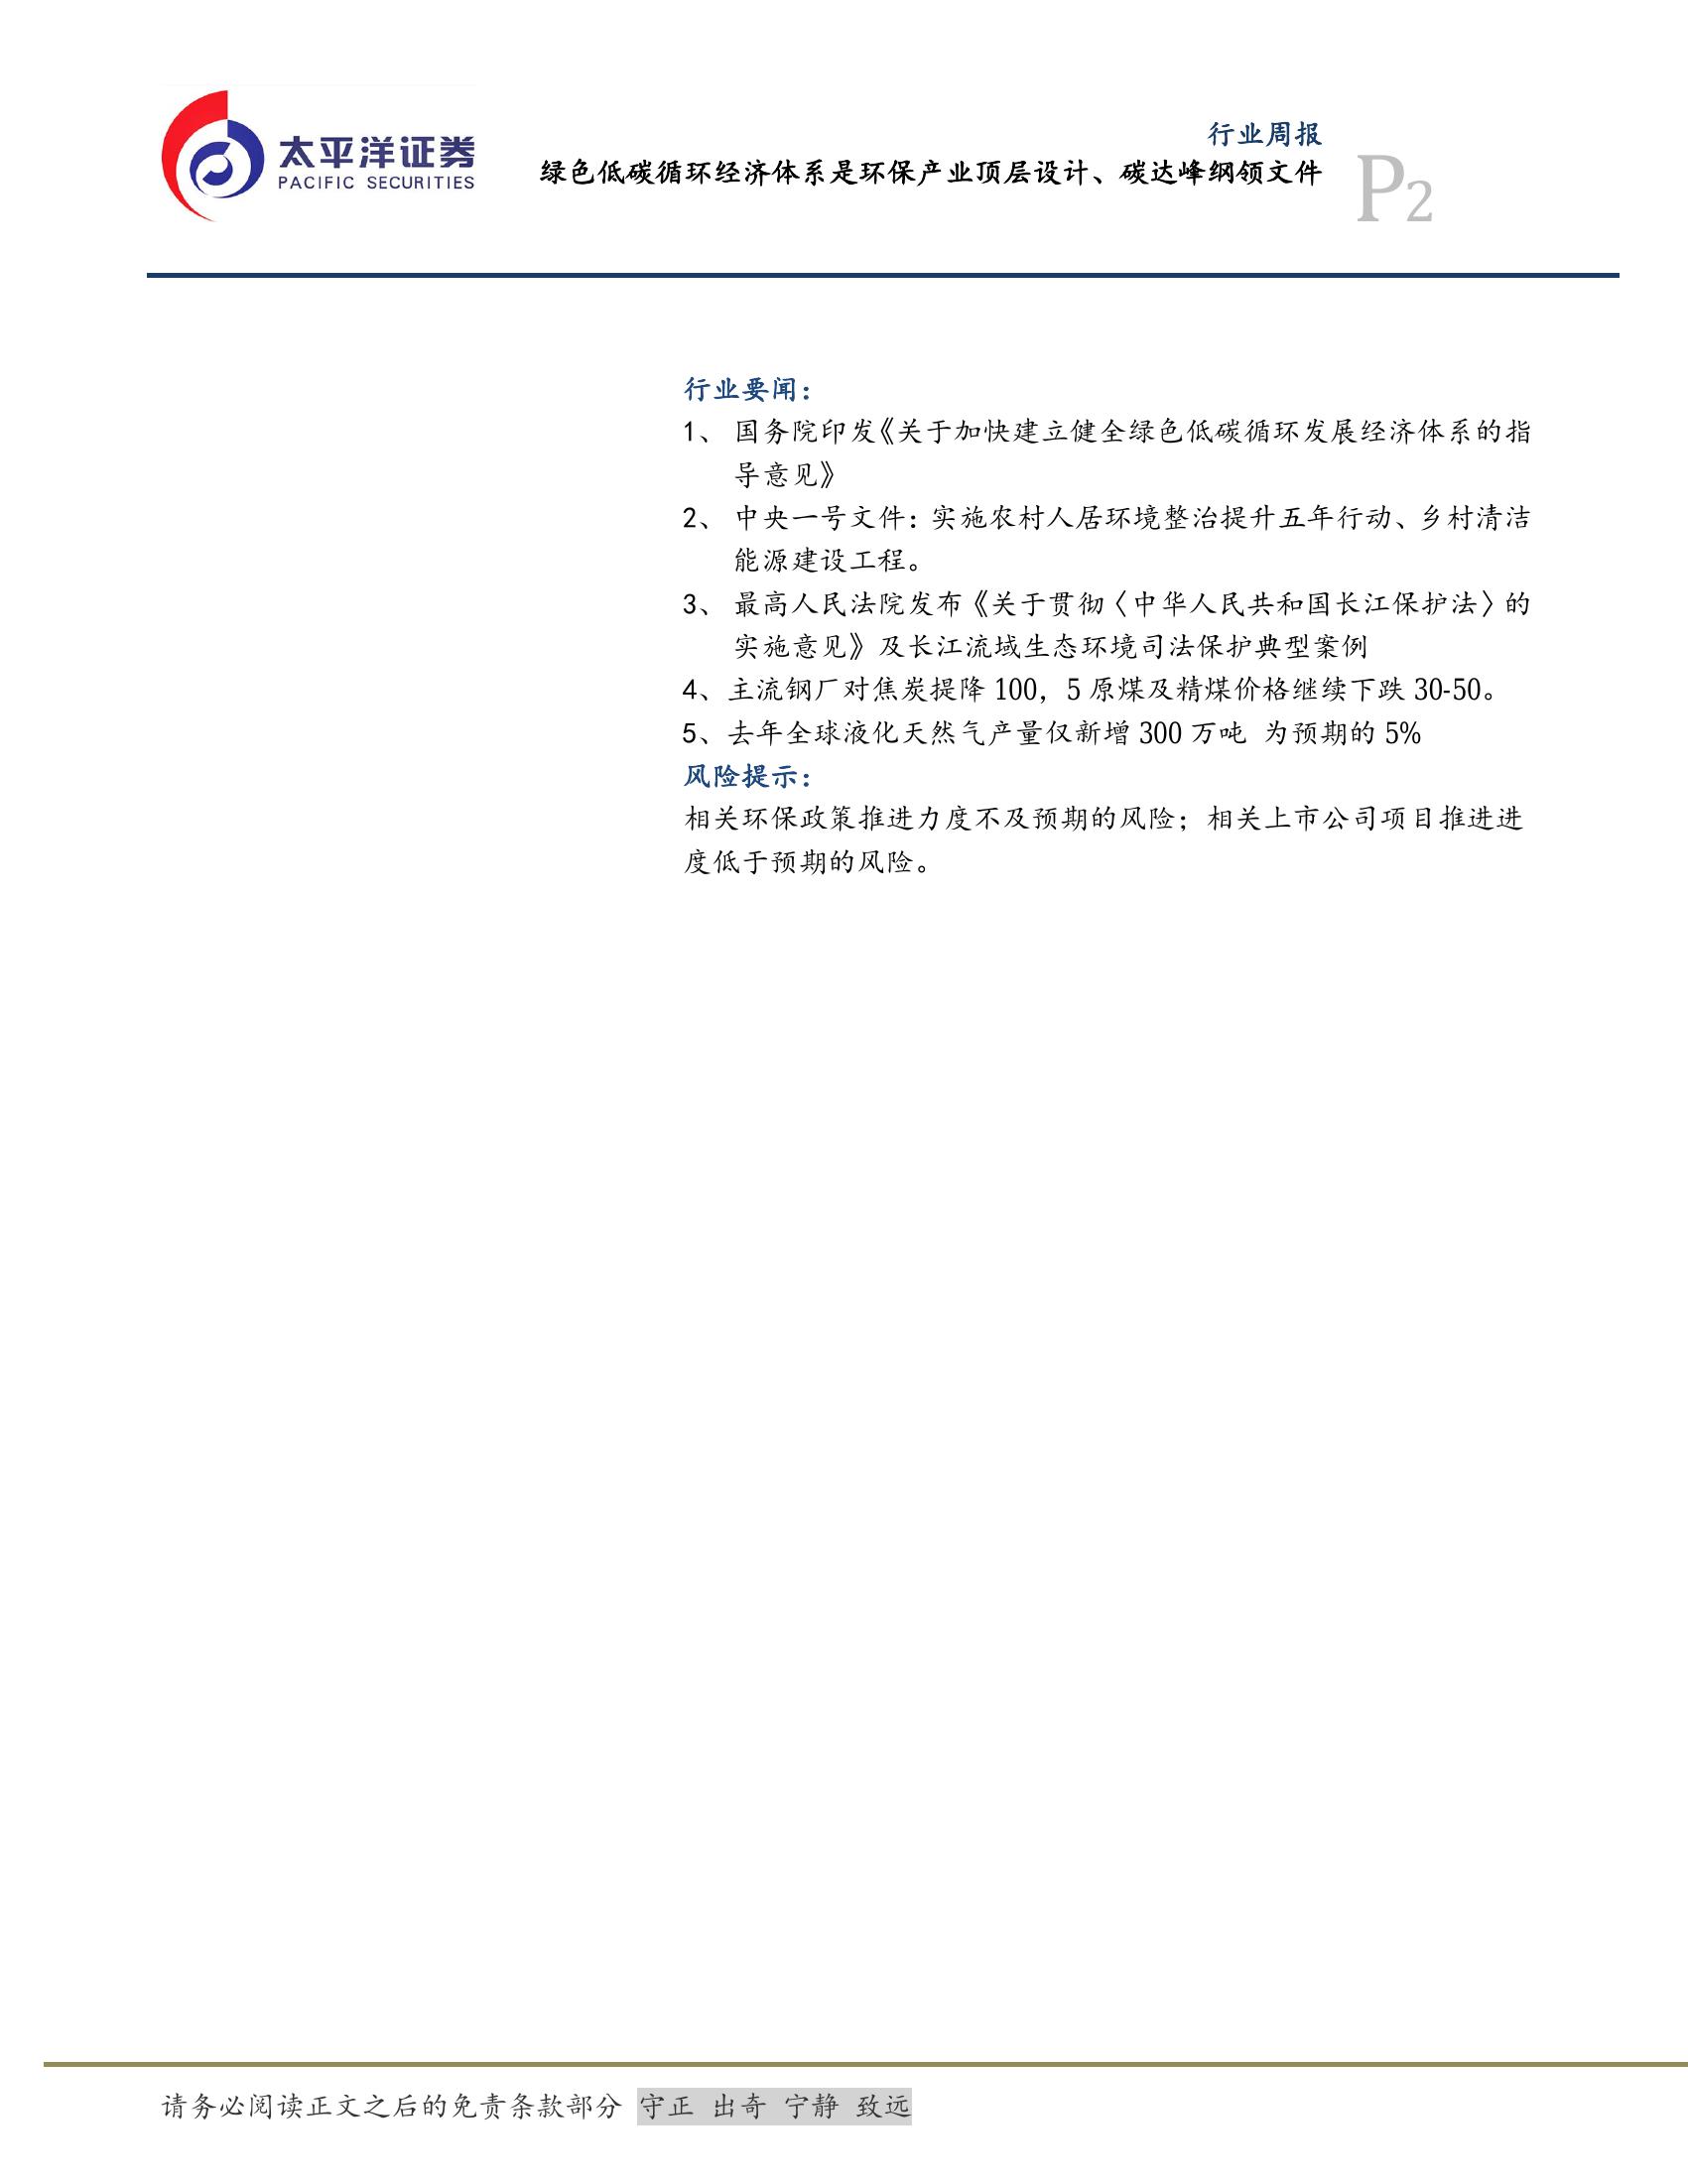 太平洋证券
PACIFIC SECURITIES
行业周报
绿色低碳循环经济体系是环保产业顶层设计、碳达峰纲领文件
P2
行业要闻：
1、 国务院印发《关于加快建立健全绿色低碳循环发展经济体系的指
导意见》
2、 中央一号文件：实施农村人居环境整治提升五年行动、乡村清洁
能源建设工程。
3、 最高人民法院发布《关于贯彻〈中华人民共和国长江保护法〉的
实施意见》及长江流域生态环境司法保护典型案例
4、主流钢厂对焦炭提降 100，5 原煤及精煤价格继续下跌 30-50。
5、去年全球液化天然气产量仅新增 300 万吨 为预期的 5%
风险提示：
相关环保政策推进力度不及预期的风险；相关上市公司项目推进进
度低于预期的风险。
请务必阅读正文之后的免责条款部分 守正 出奇 宁静 致远